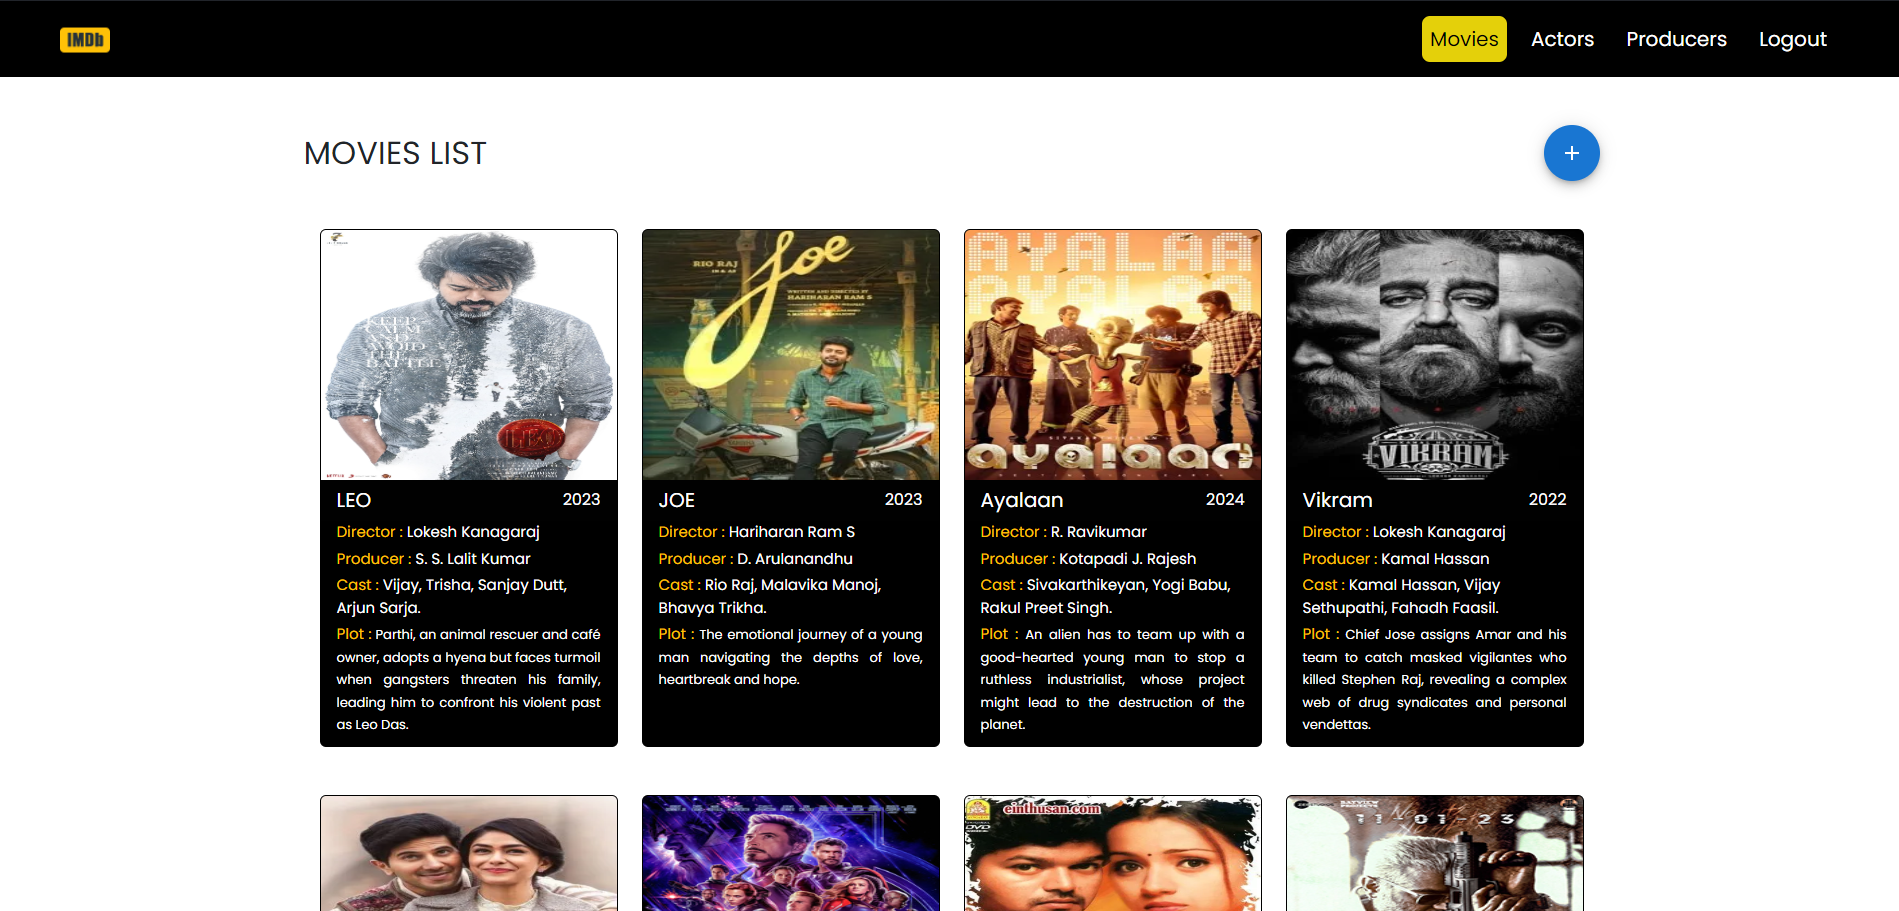 IMDb
Movies Actors Producers Logout
MOVIES LIST
+
KEEP
CALM
AND
AVOID
THE
BATTLE
LEO
NETFLIX
LEO 2023
Director : Lokesh Kanagaraj
Producer : S. S. Lalit Kumar
Cast : Vijay, Trisha, Sanjay Dutt,
Arjun Sarja.
Plot : Parthi, an animal rescuer and café
owner, adopts a hyena but faces turmoil
when gangsters threaten his family,
leading him to confront his violent past
as Leo Das.
Joe
RIO RAJ
IN & AS
WRITTEN AND DIRECTED BY
HARIHARAN RAM S
JOE 2023
Director : Hariharan Ram S
Producer : D. Arulanandhu
Cast : Rio Raj, Malavika Manoj,
Bhavya Trikha.
Plot : The emotional journey of a young
man navigating the depths of love,
heartbreak and hope.
AYALAA
AYALAA
ayalaan
Ayalaan 2024
Director : R. Ravikumar
Producer : Kotapadi J. Rajesh
Cast : Sivakarthikeyan, Yogi Babu,
Rakul Preet Singh.
Plot : An alien has to team up with a
good-hearted young man to stop a
ruthless industrialist, whose project
might lead to the destruction of the
planet.
VIKRAM
Vikram 2022
Director : Lokesh Kanagaraj
Producer : Kamal Hassan
Cast : Kamal Hassan, Vijay
Sethupathi, Fahadh Faasil.
Plot : Chief Jose assigns Amar and his
team to catch masked vigilantes who
killed Stephen Raj, revealing a complex
web of drug syndicates and personal
vendettas.
einthusan.com
DVD
11-01-23